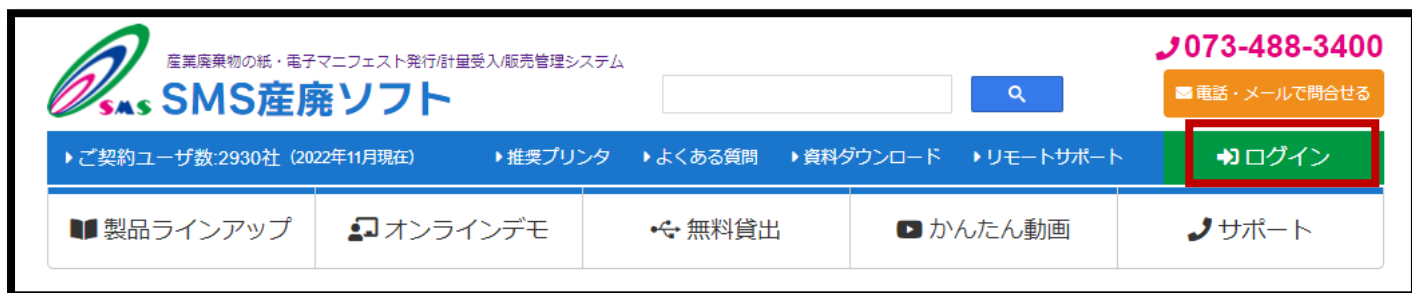 産業廃棄物の紙・電子マニフェスト発行/計量受入/販売管理システム
SMS SMS産廃ソフト
073-488-3400
電話・メールで問合せる
ご契約ユーザ数:2930社 (2022年11月現在) 推奨プリンタ よくある質問 資料ダウンロード リモートサポート ログイン
製品ラインアップ オンラインデモ 無料貸出 かんたん動画 サポート